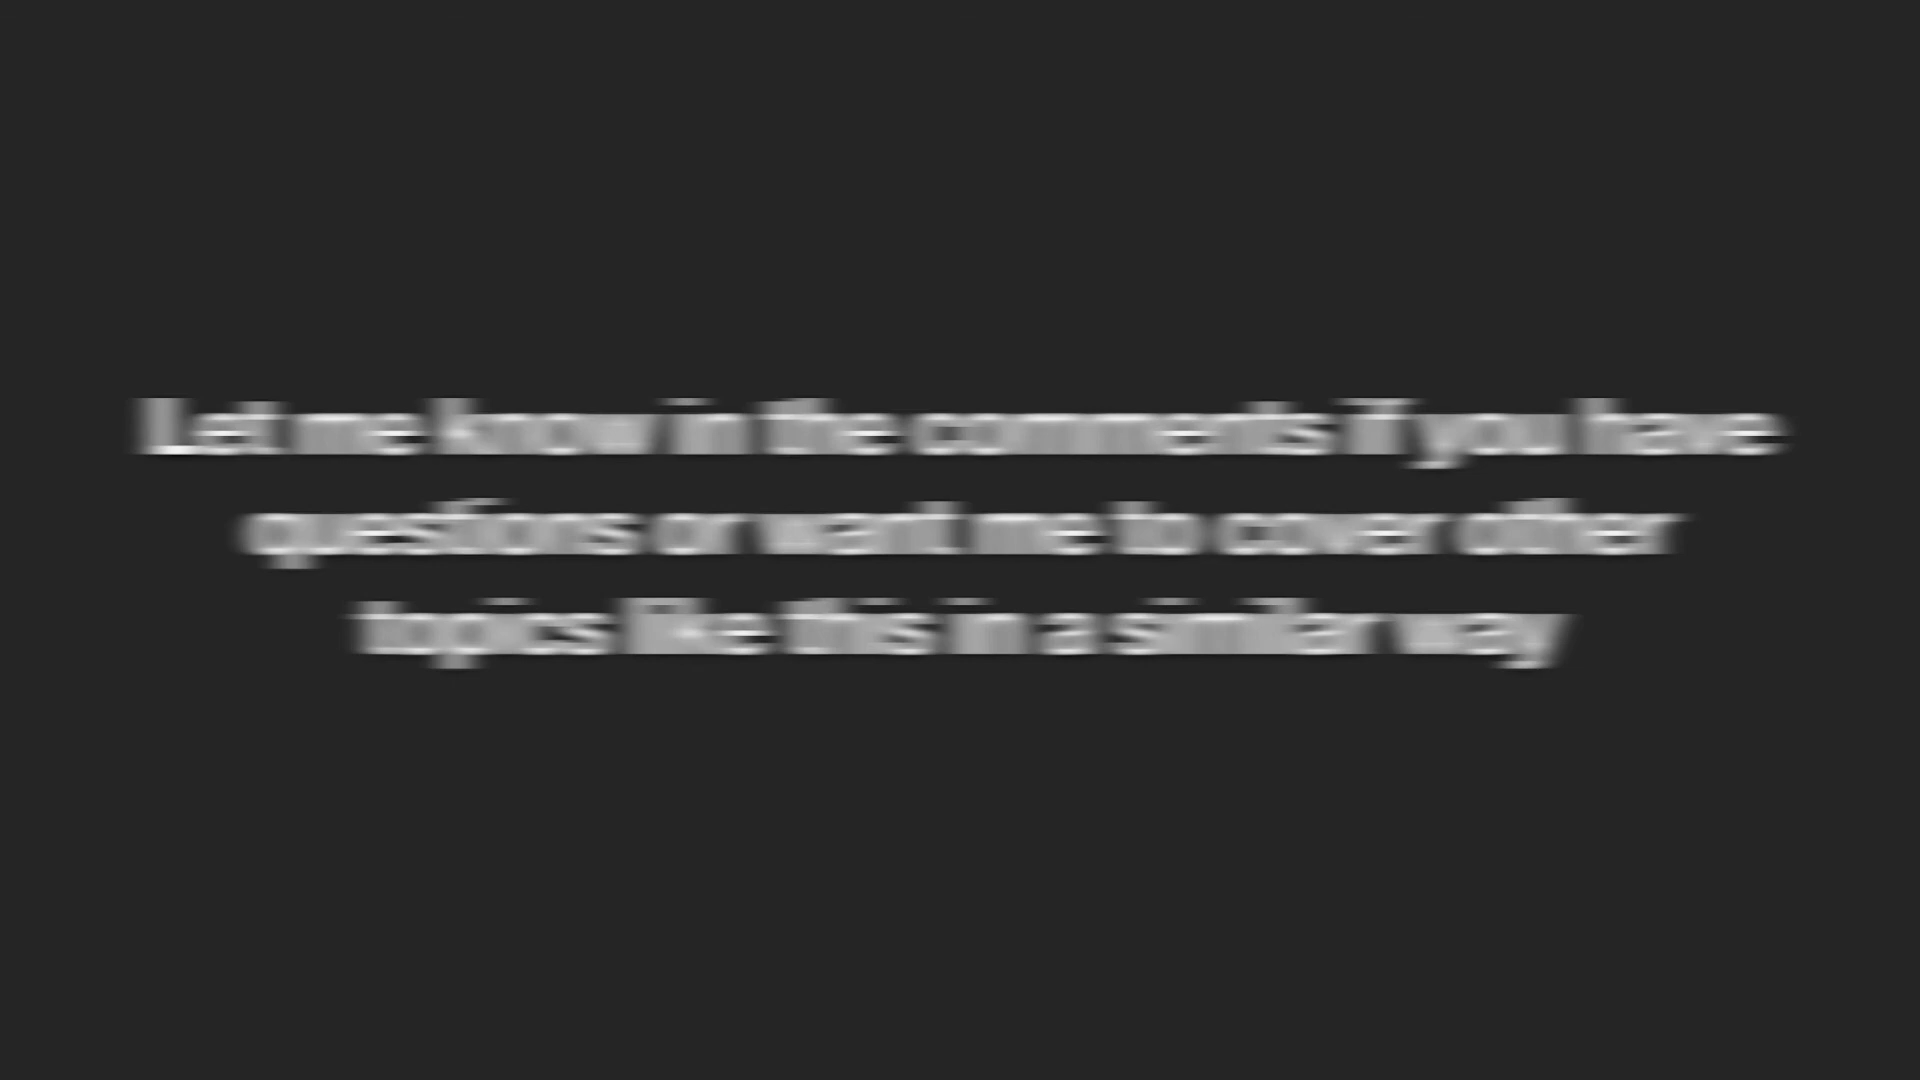 Let me know in the comments if you have
questions or want me to cover other
topics like this in a similar way